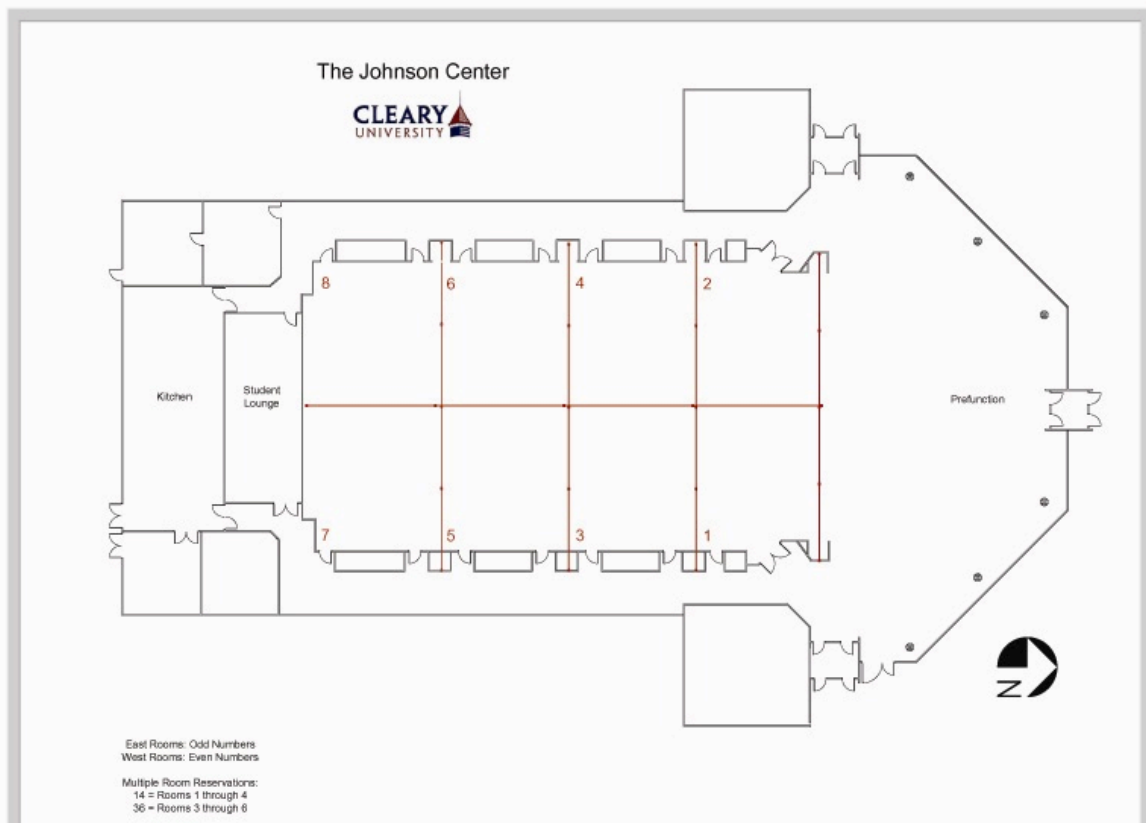 The Johnson Center
CLEARY
UNIVERSITY
8
6
4
2
Kitchen
Student
Lounge
Prefunction
7
5
3
1
N
East Rooms: Odd Numbers
West Rooms: Even Numbers
Multiple Room Reservations:
14 = Rooms 1 through 4
36 = Rooms 3 through 6